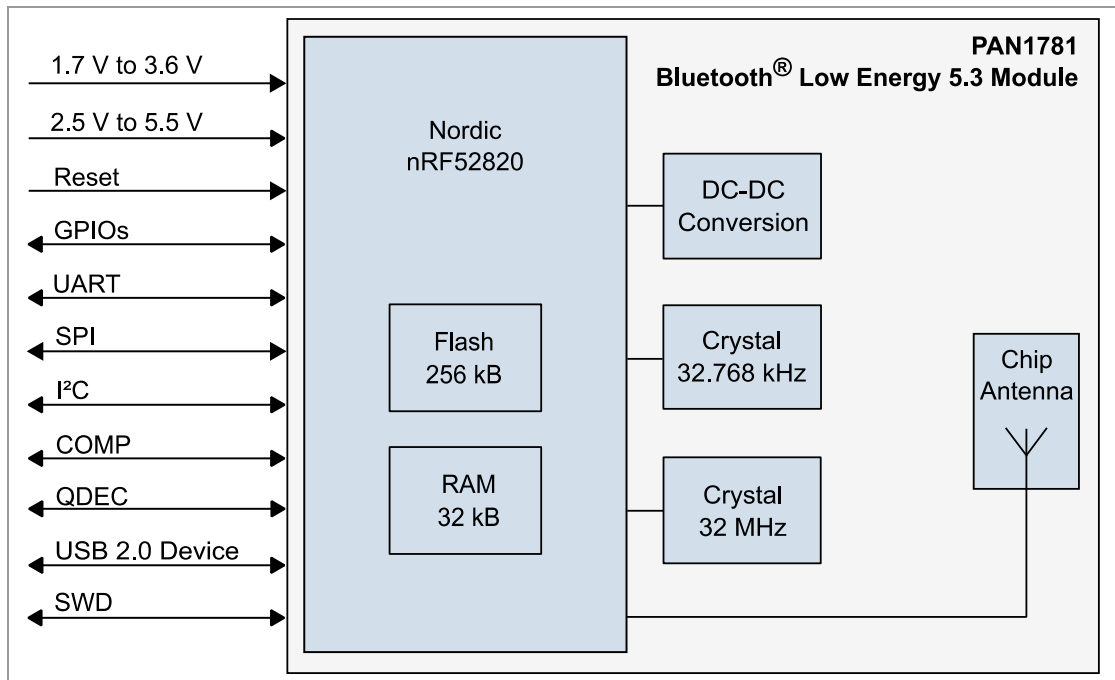 PAN1781
Bluetooth® Low Energy 5.3 Module
1.7 V to 3.6 V
2.5 V to 5.5 V
Reset
GPIOs
UART
SPI
I²C
COMP
QDEC
USB 2.0 Device
SWD
Nordic
nRF52820
Flash
256 kB
RAM
32 kB
DC-DC
Conversion
Crystal
32.768 kHz
Crystal
32 MHz
Chip
Antenna